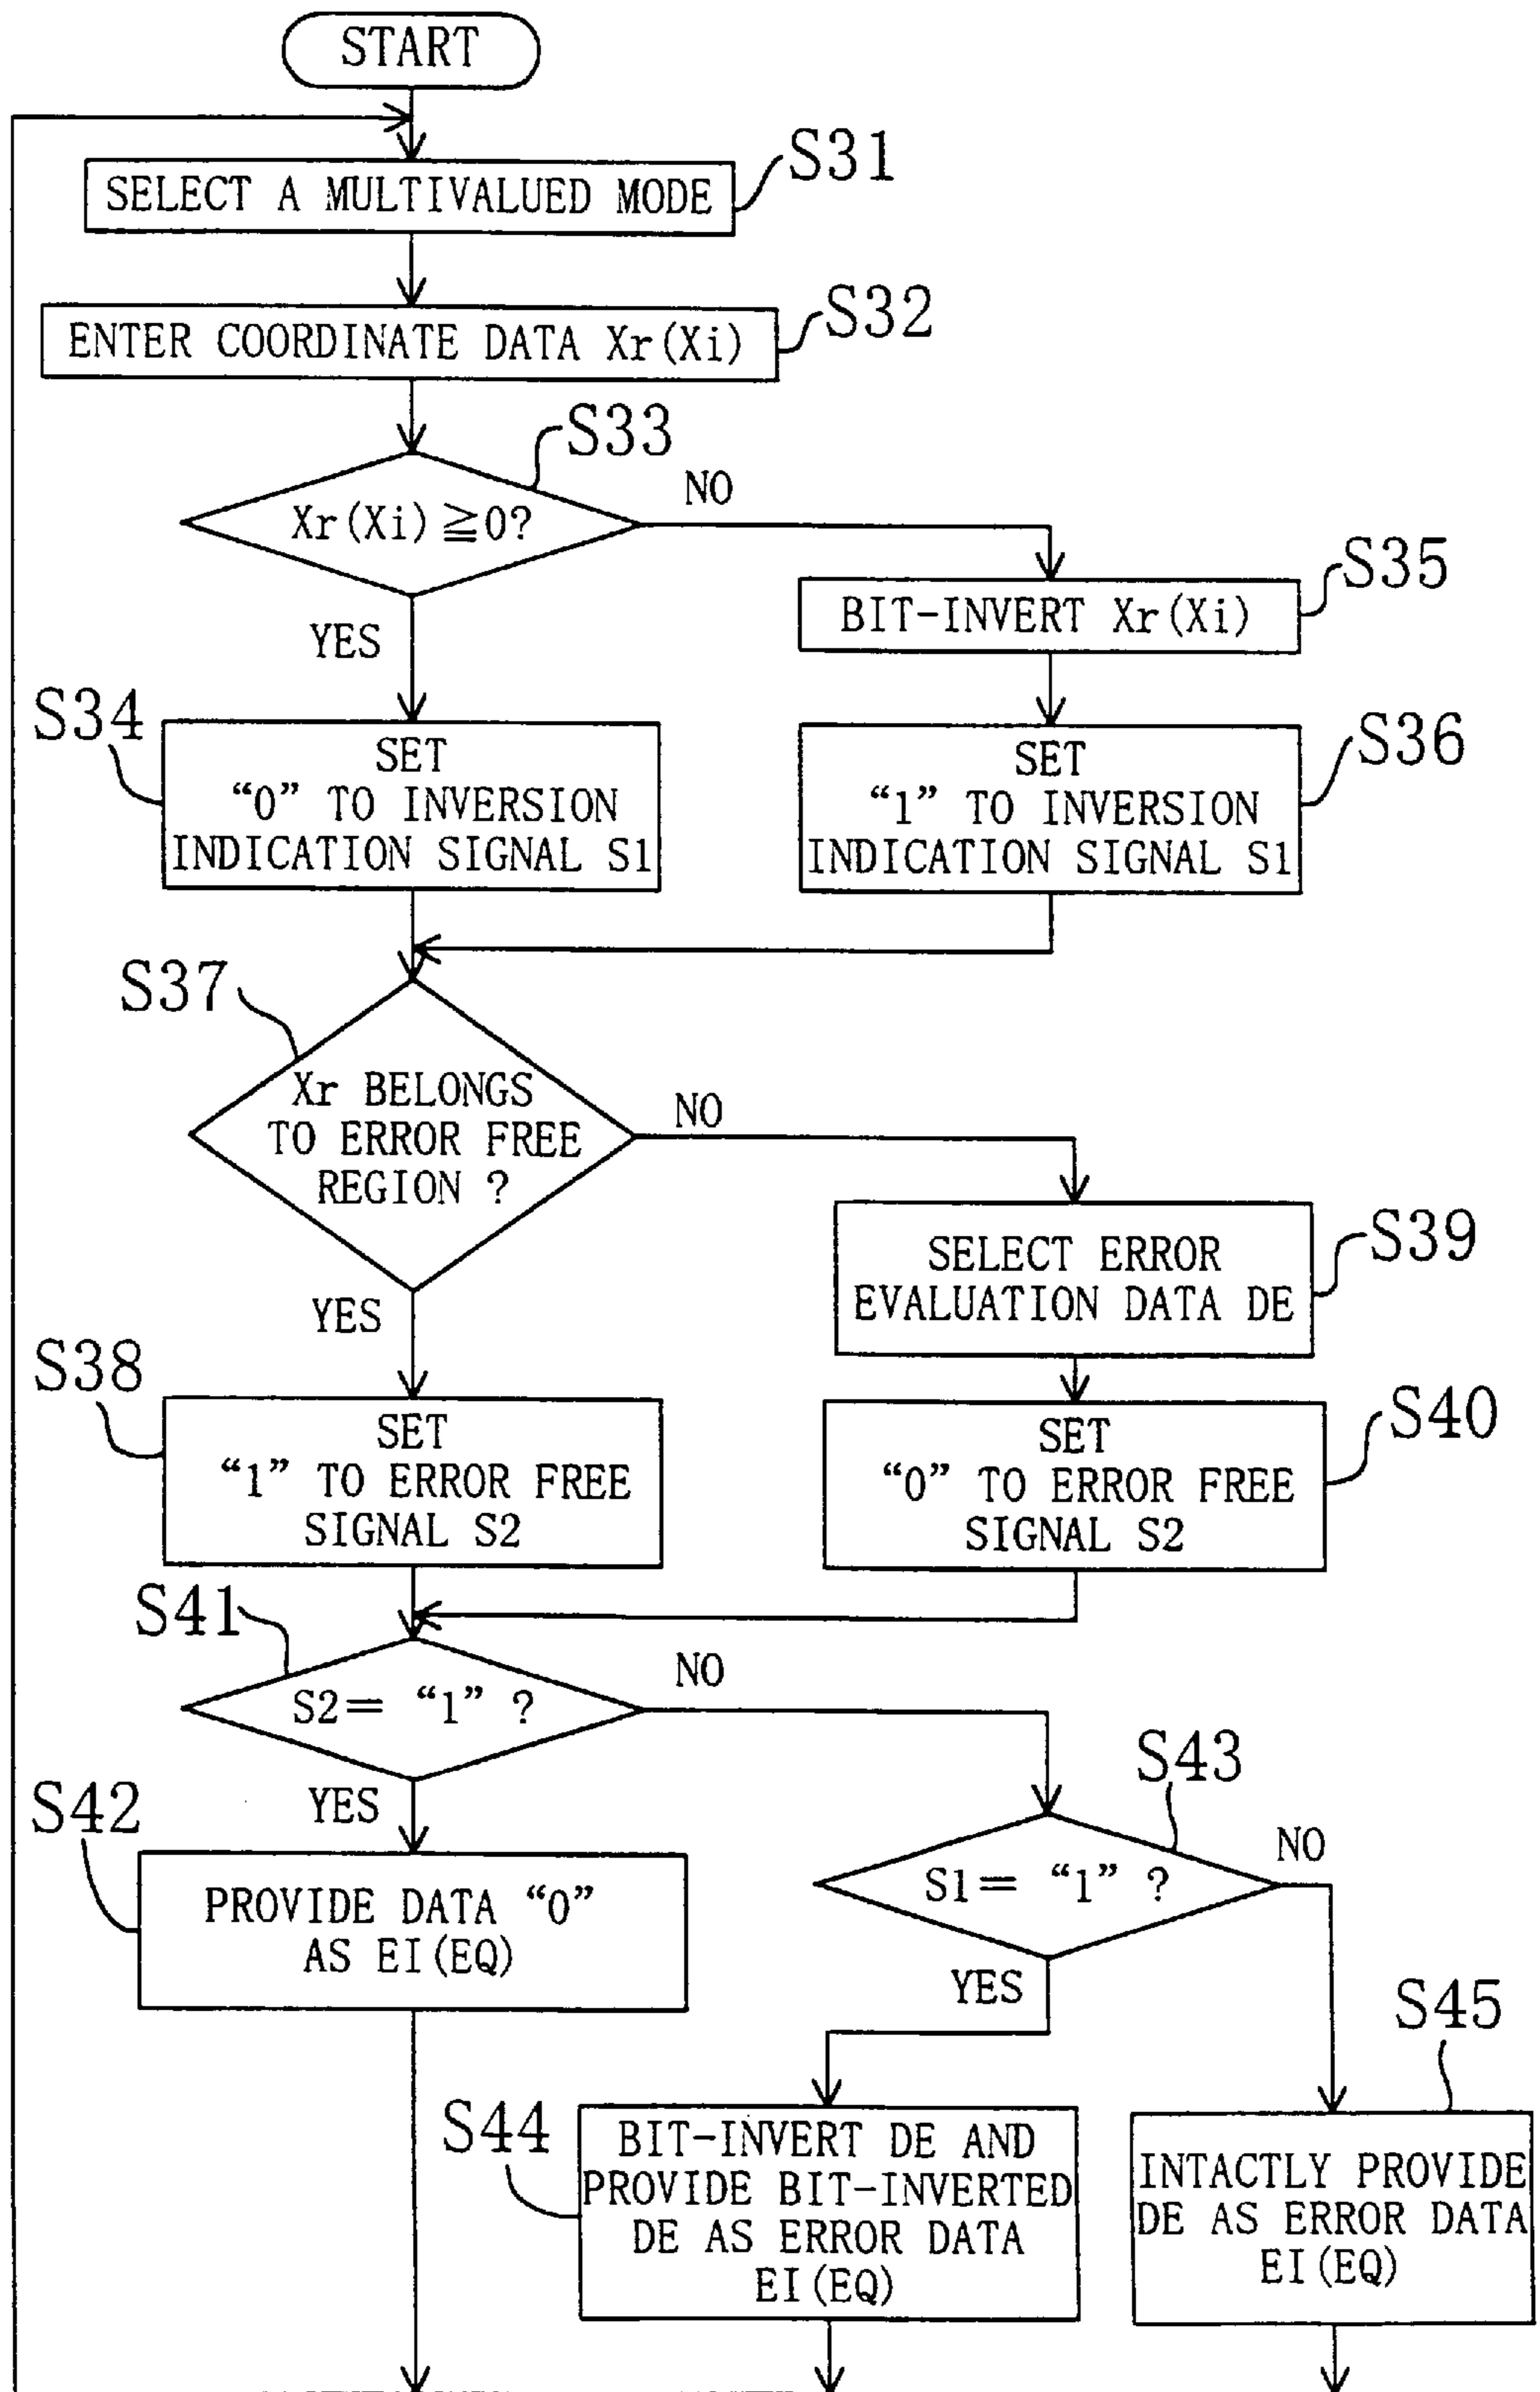 START
S31
SELECT A MULTIVALUED MODE
S32
ENTER COORDINATE DATA Xr(Xi)
S33
Xr(Xi)≧0?
NO
YES
S35
BIT-INVERT Xr(Xi)
S34
SET
“0” TO INVERSION
INDICATION SIGNAL S1
S36
SET
“1” TO INVERSION
INDICATION SIGNAL S1
S37
Xr BELONGS
TO ERROR FREE
REGION ?
NO
YES
S39
SELECT ERROR
EVALUATION DATA DE
S38
SET
“1” TO ERROR FREE
SIGNAL S2
S40
SET
“0” TO ERROR FREE
SIGNAL S2
S41
S2= “1” ?
NO
YES
S43
S1= “1” ?
NO
YES
S42
PROVIDE DATA “0”
AS EI(EQ)
S44
BIT-INVERT DE AND
PROVIDE BIT-INVERTED
DE AS ERROR DATA
EI(EQ)
S45
INTACTLY PROVIDE
DE AS ERROR DATA
EI(EQ)